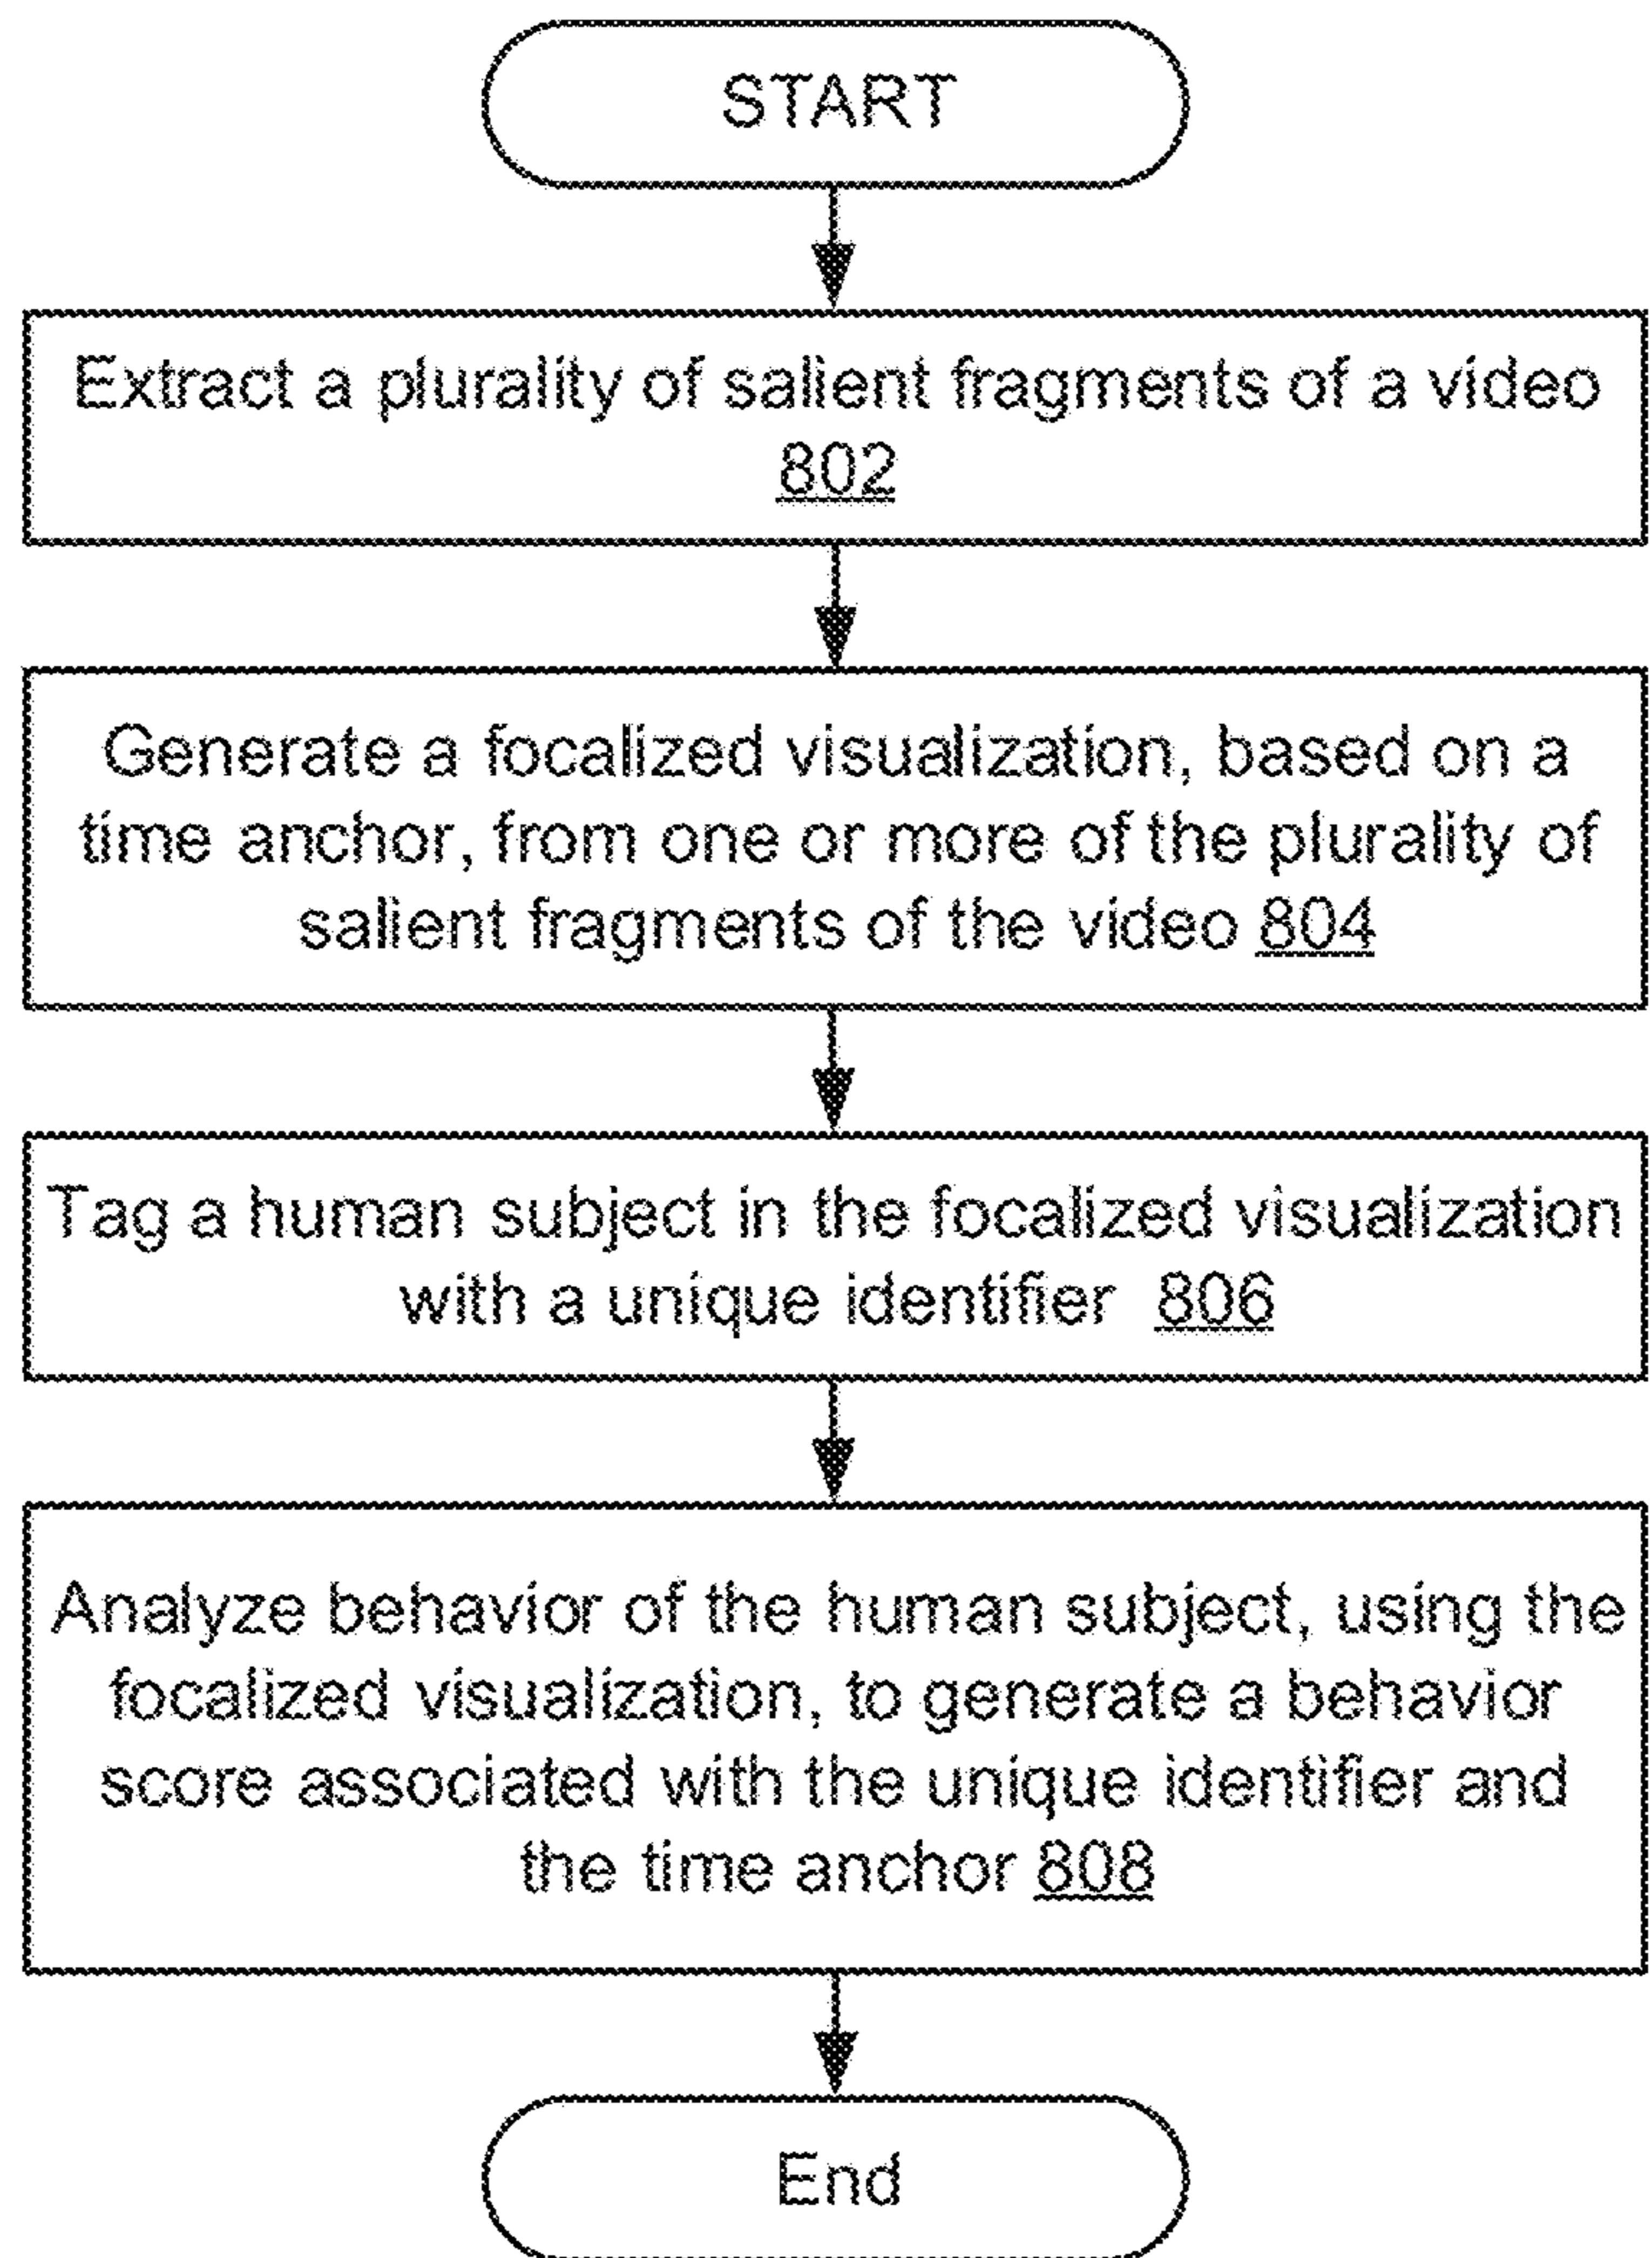 START
Extract a plurality of salient fragments of a video
802
Generate a focalized visualization, based on a
time anchor, from one or more of the plurality of
salient fragments of the video 804
Tag a human subject in the focalized visualization
with a unique identifier 806
Analyze behavior of the human subject, using the
focalized visualization, to generate a behavior
score associated with the unique identifier and
the time anchor 808
End